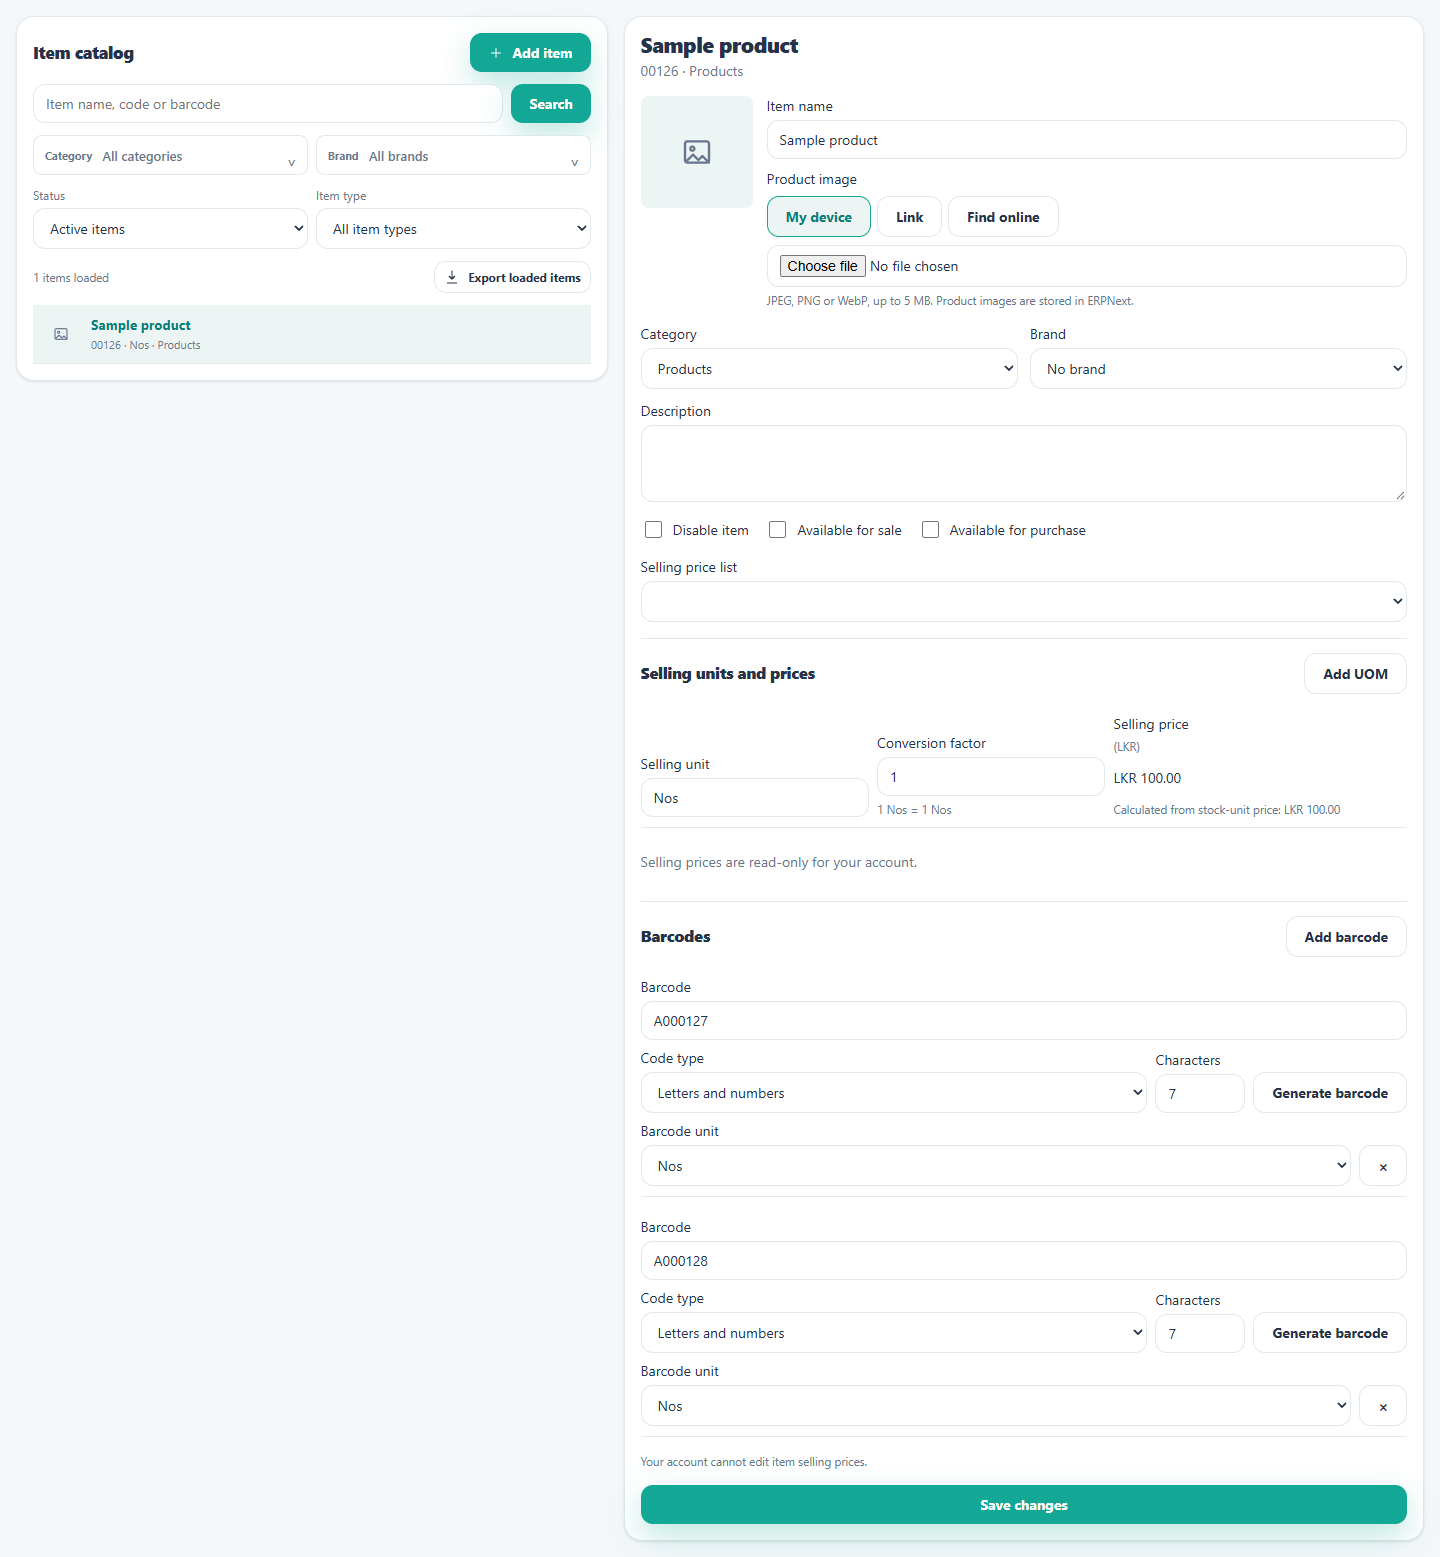 Item catalog
+ Add item
Item name, code or barcode
Search
Category All categories
Brand All brands
Status
Item type
Active items
All item types
1 items loaded
Export loaded items
Sample product
00126 · Nos · Products
Sample product
00126 · Products
Item name
Sample product
Product image
My device
Link
Find online
Choose file No file chosen
JPEG, PNG or WebP, up to 5 MB. Product images are stored in ERPNext.
Category
Brand
Products
No brand
Description
Disable item
Available for sale
Available for purchase
Selling price list
Selling units and prices
Add UOM
Selling unit
Nos
Conversion factor
1
1 Nos = 1 Nos
Selling price
(LKR)
LKR 100.00
Calculated from stock-unit price: LKR 100.00
Selling prices are read-only for your account.
Barcodes
Add barcode
Barcode
A000127
Code type
Characters
Letters and numbers
7
Generate barcode
Barcode unit
Nos
×
Barcode
A000128
Code type
Characters
Letters and numbers
7
Generate barcode
Barcode unit
Nos
×
Your account cannot edit item selling prices.
Save changes